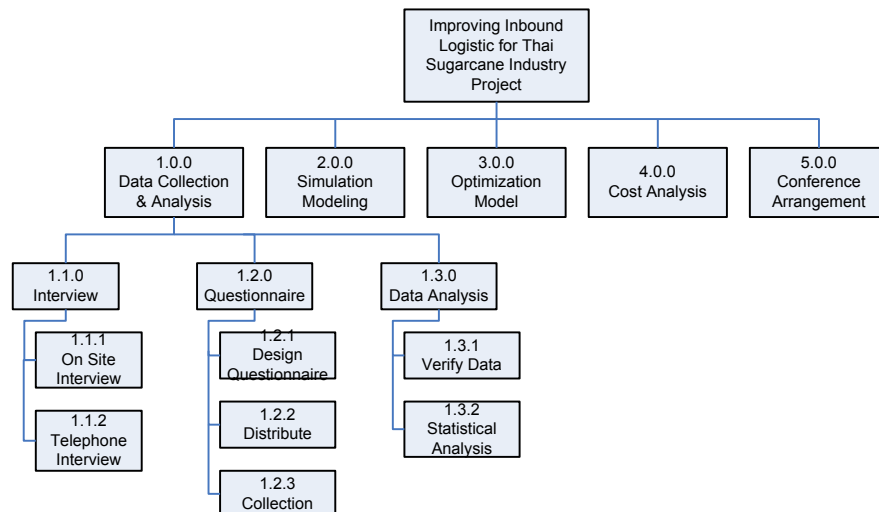 Improving Inbound
Logistic for Thai
Sugarcane Industry
Project
1.0.0
Data Collection
& Analysis
2.0.0
Simulation
Modeling
3.0.0
Optimization
Model
4.0.0
Cost Analysis
5.0.0
Conference
Arrangement
1.1.0
Interview
1.2.0
Questionnaire
1.3.0
Data Analysis
1.1.1
On Site
Interview
1.1.2
Telephone
Interview
1.2.1
Design
Questionnaire
1.2.2
Distribute
1.2.3
Collection
1.3.1
Verify Data
1.3.2
Statistical
Analysis